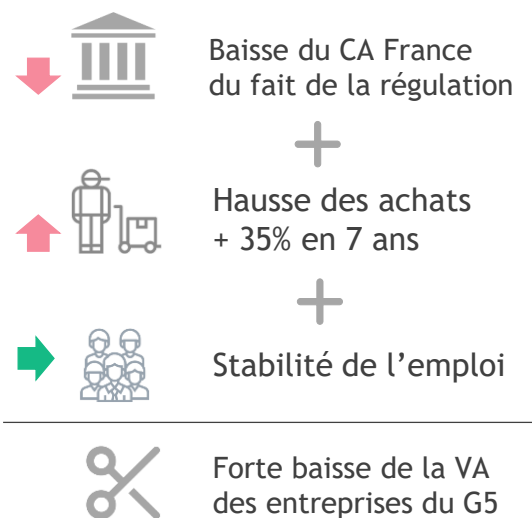 Baisse du CA France
du fait de la régulation
Hausse des achats
+ 35% en 7 ans
Stabilité de l’emploi
Forte baisse de la VA
des entreprises du G5